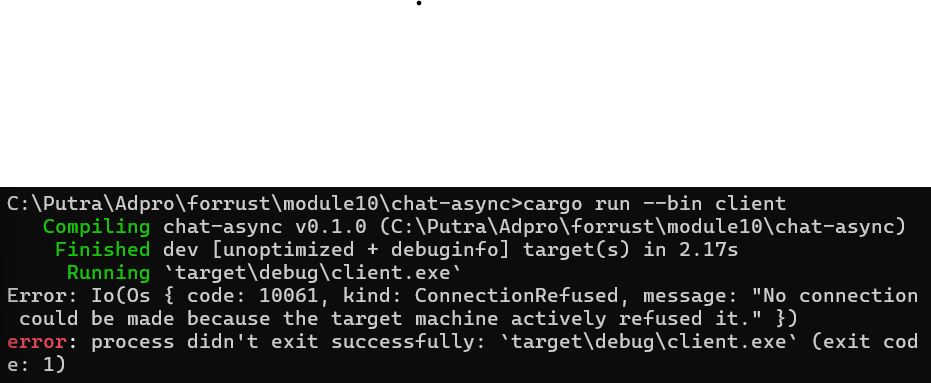 C:\Putra\Adpro\forrust\module10\chat-async>cargo run --bin client
Compiling chat-async v0.1.0 (C:\Putra\Adpro\forrust\module10\chat-async)
Finished dev [unoptimized + debuginfo] target(s) in 2.17s
Running `target\debug\client.exe`
Error: Io(Os { code: 10061, kind: ConnectionRefused, message: "No connection
could be made because the target machine actively refused it." })
error: process didn't exit successfully: `target\debug\client.exe` (exit cod
e: 1)